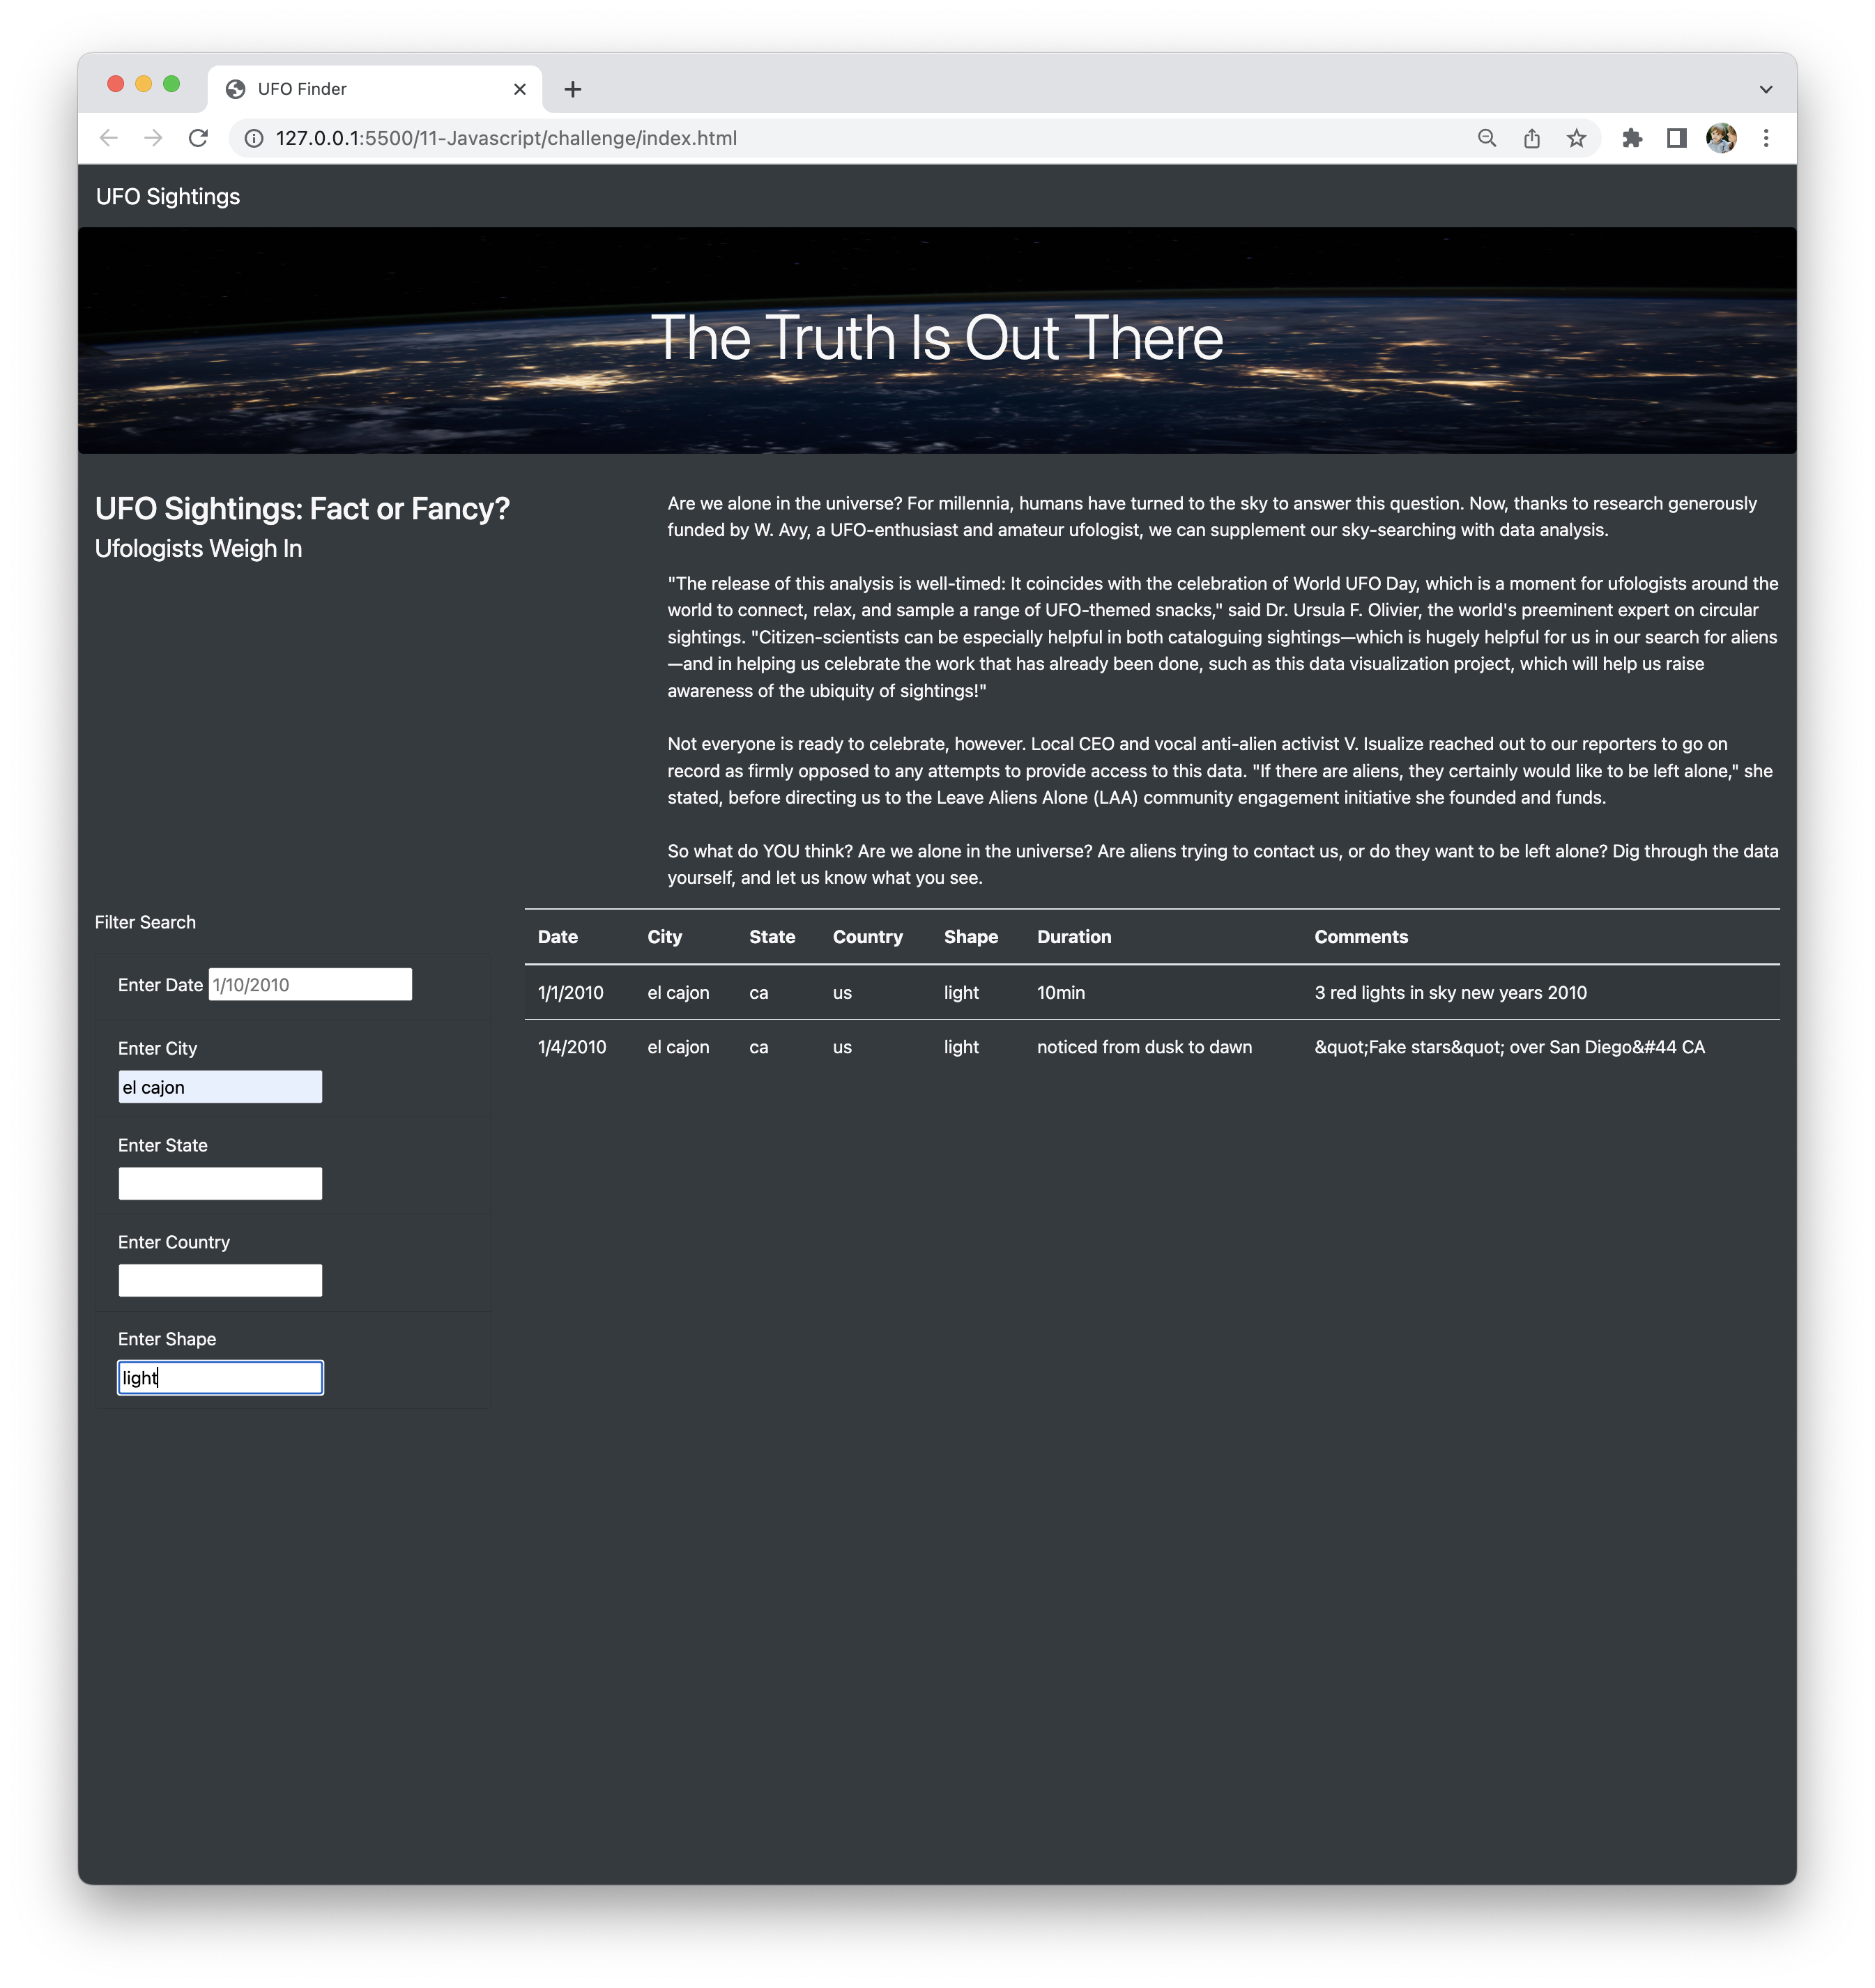 UFO Finder
127.0.0.1:5500/11-Javascript/challenge/index.html
UFO Sightings
The Truth Is Out There
UFO Sightings: Fact or Fancy?
Ufologists Weigh In
Are we alone in the universe? For millennia, humans have turned to the sky to answer this question. Now, thanks to research generously
funded by W. Avy, a UFO-enthusiast and amateur ufologist, we can supplement our sky-searching with data analysis.
"The release of this analysis is well-timed: It coincides with the celebration of World UFO Day, which is a moment for ufologists around the
world to connect, relax, and sample a range of UFO-themed snacks," said Dr. Ursula F. Olivier, the world's preeminent expert on circular
sightings. "Citizen-scientists can be especially helpful in both cataloguing sightings—which is hugely helpful for us in our search for aliens
—and in helping us celebrate the work that has already been done, such as this data visualization project, which will help us raise
awareness of the ubiquity of sightings!"
Not everyone is ready to celebrate, however. Local CEO and vocal anti-alien activist V. Isualize reached out to our reporters to go on
record as firmly opposed to any attempts to provide access to this data. "If there are aliens, they certainly would like to be left alone," she
stated, before directing us to the Leave Aliens Alone (LAA) community engagement initiative she founded and funds.
So what do YOU think? Are we alone in the universe? Are aliens trying to contact us, or do they want to be left alone? Dig through the data
yourself, and let us know what you see.
Filter Search
Enter Date 1/10/2010
Enter City
el cajon
Enter State
Enter Country
Enter Shape
light
Date City State Country Shape Duration Comments
1/1/2010 el cajon ca us light 10min 3 red lights in sky new years 2010
1/4/2010 el cajon ca us light noticed from dusk to dawn &quot;Fake stars&quot; over San Diego&#44 CA